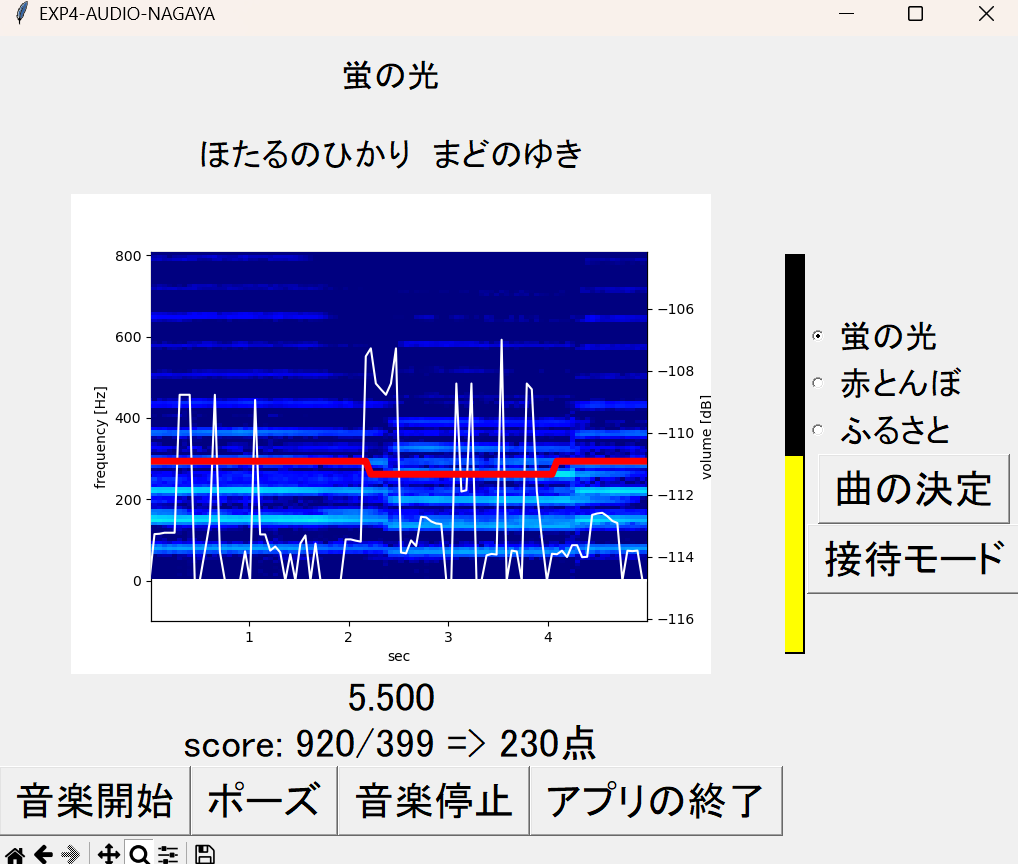 EXP4-AUDIO-NAGAYA
蛍の光
ほたるのひかり まどのゆき
800
600
400
200
0
frequency [Hz]
1
2
3
4
sec
−106
−108
−110
−112
−114
−116
volume [dB]
蛍の光
赤とんぼ
ふるさと
曲の決定
接待モード
5.500
score: 920/399 => 230点
音楽開始 ポーズ 音楽停止 アプリの終了